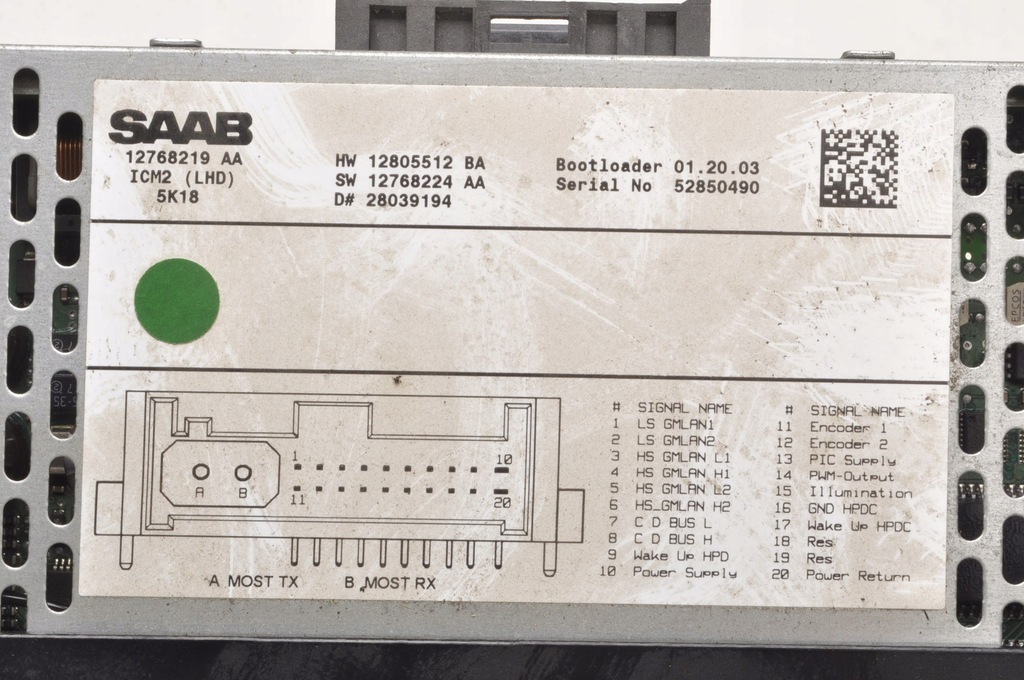 SAAB
12768219 AA
ICM2 (LHD)
5K18
HW 12805512 BA
SW 12768224 AA
D# 28039194
Bootloader 01.20.03
Serial No 52850490
1
10
A
B
11
20
A MOST TX
B MOST RX
# SIGNAL NAME
1 LS GMLAN1
2 LS GMLAN2
3 HS GMLAN L1
4 HS GMLAN H1
5 HS GMLAN L2
6 HS_GMLAN H2
7 C D BUS L
8 C D BUS H
9 Wake Up HPD
10 Power Supply
# SIGNAL NAME
11 Encoder 1
12 Encoder 2
13 PIC Supply
14 PWM-Output
15 Illumination
16 GND HPDC
17 Wake Up HPDC
18 Res
19 Res
20 Power Return
EPCOS